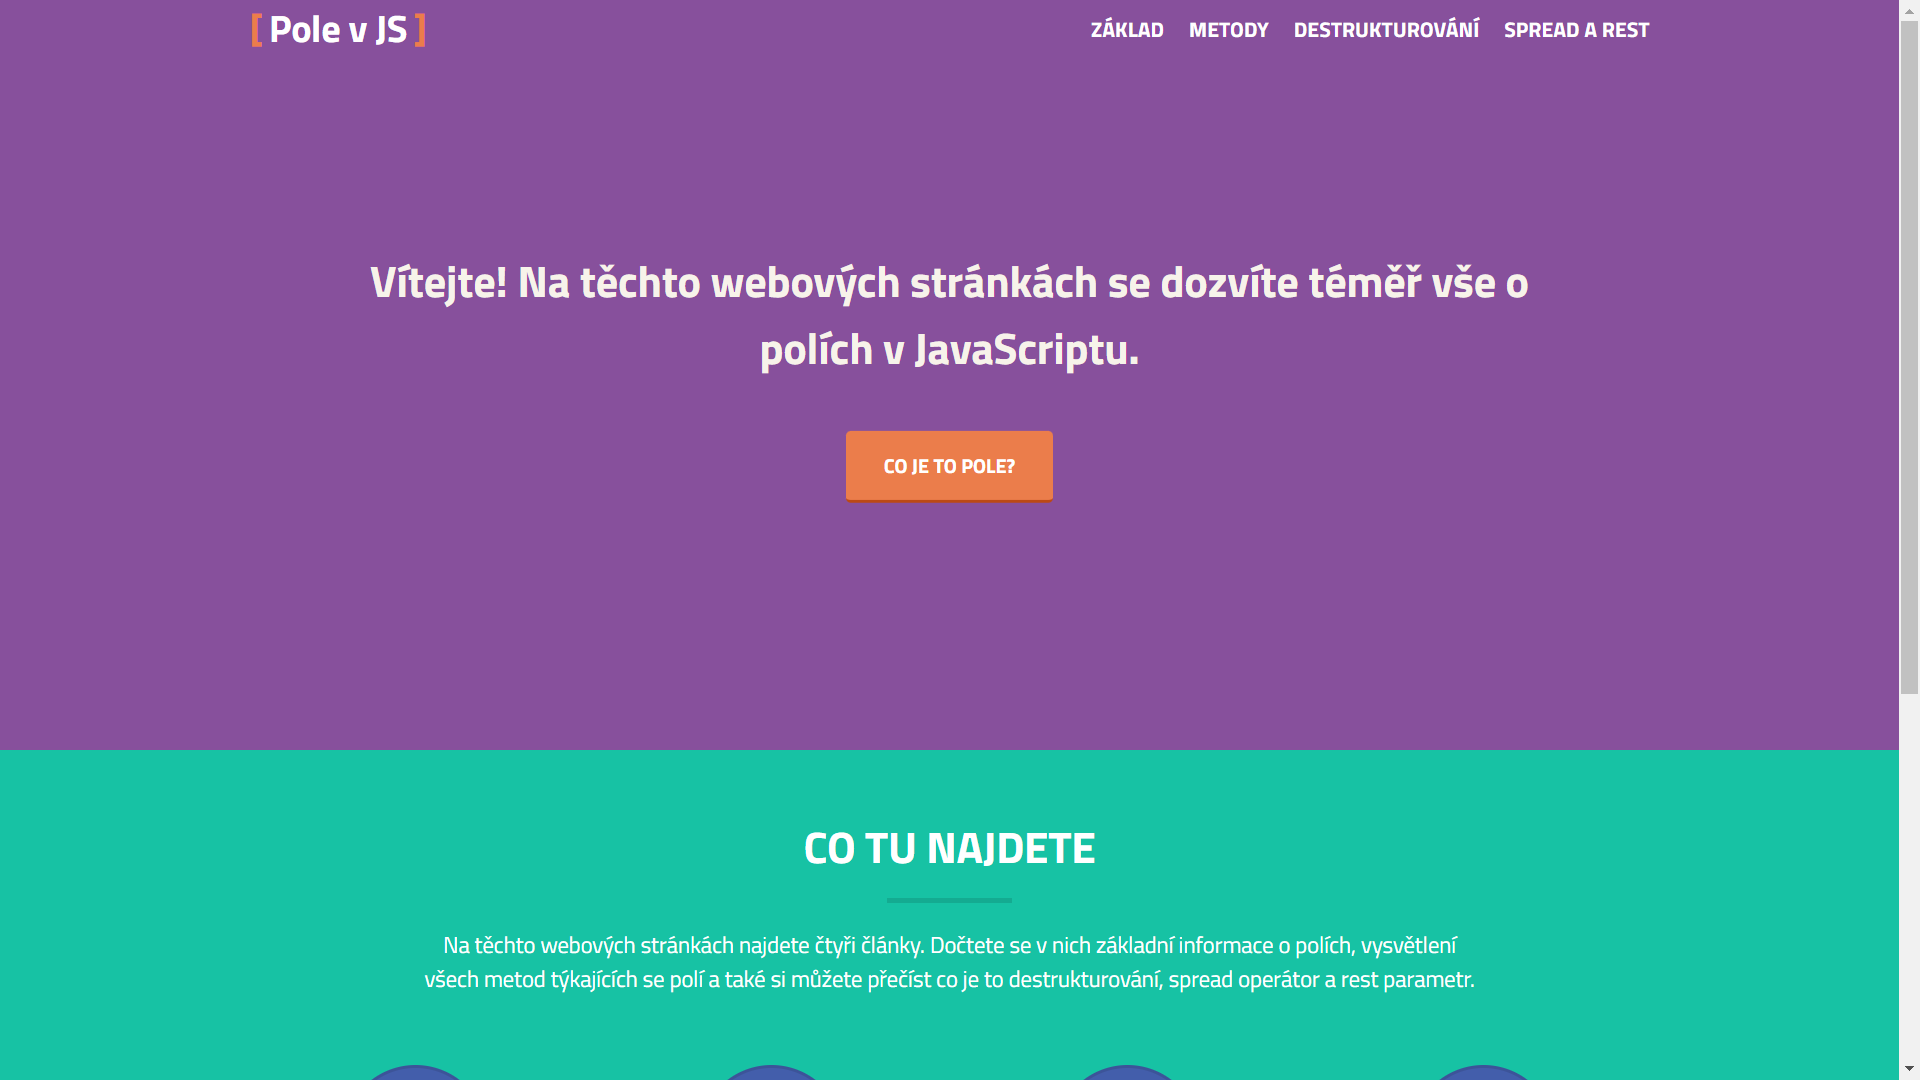 [ Pole v JS ]
ZÁKLAD METODY DESTRUKTUROVÁNÍ SPREAD A REST
Vítejte! Na těchto webových stránkách se dozvíte téměř vše o
polích v JavaScriptu.
CO JE TO POLE?
CO TU NAJDETE
Na těchto webových stránkách najdete čtyři články. Dočtete se v nich základní informace o polích, vysvětlení
všech metod týkajících se polí a také si můžete přečíst co je to destrukturování, spread operátor a rest parametr.